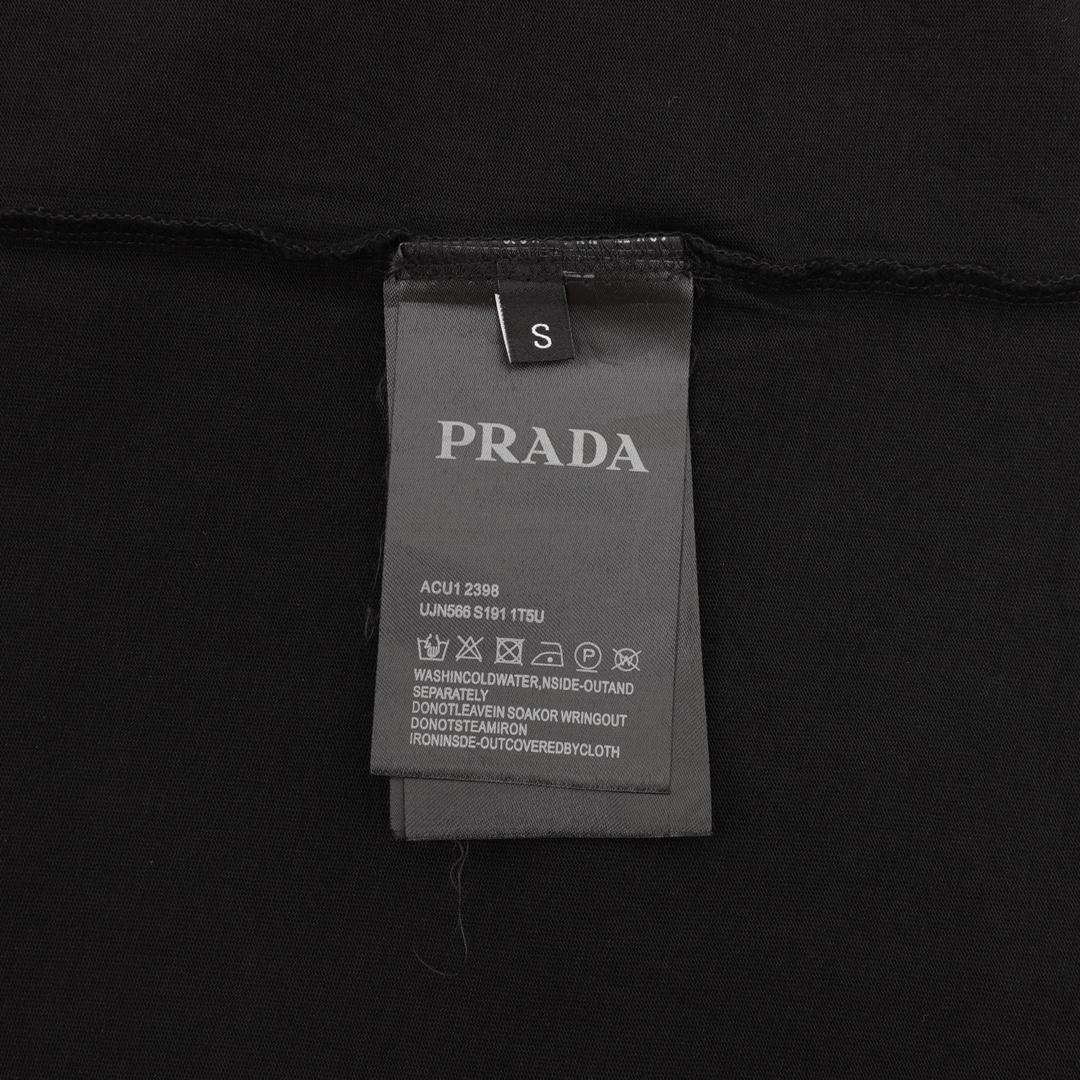 S
PRADA
ACU1 2398
UJN566 S191 1T5U
P
W
WASHINCOLDWATER,NSIDE-OUTAND
SEPARATELY
DONOTLEAVEIN SOAKOR WRINGOUT
DONOTSTEAMIRON
IRONINSDE-OUTCOVEREDBYCLOTH